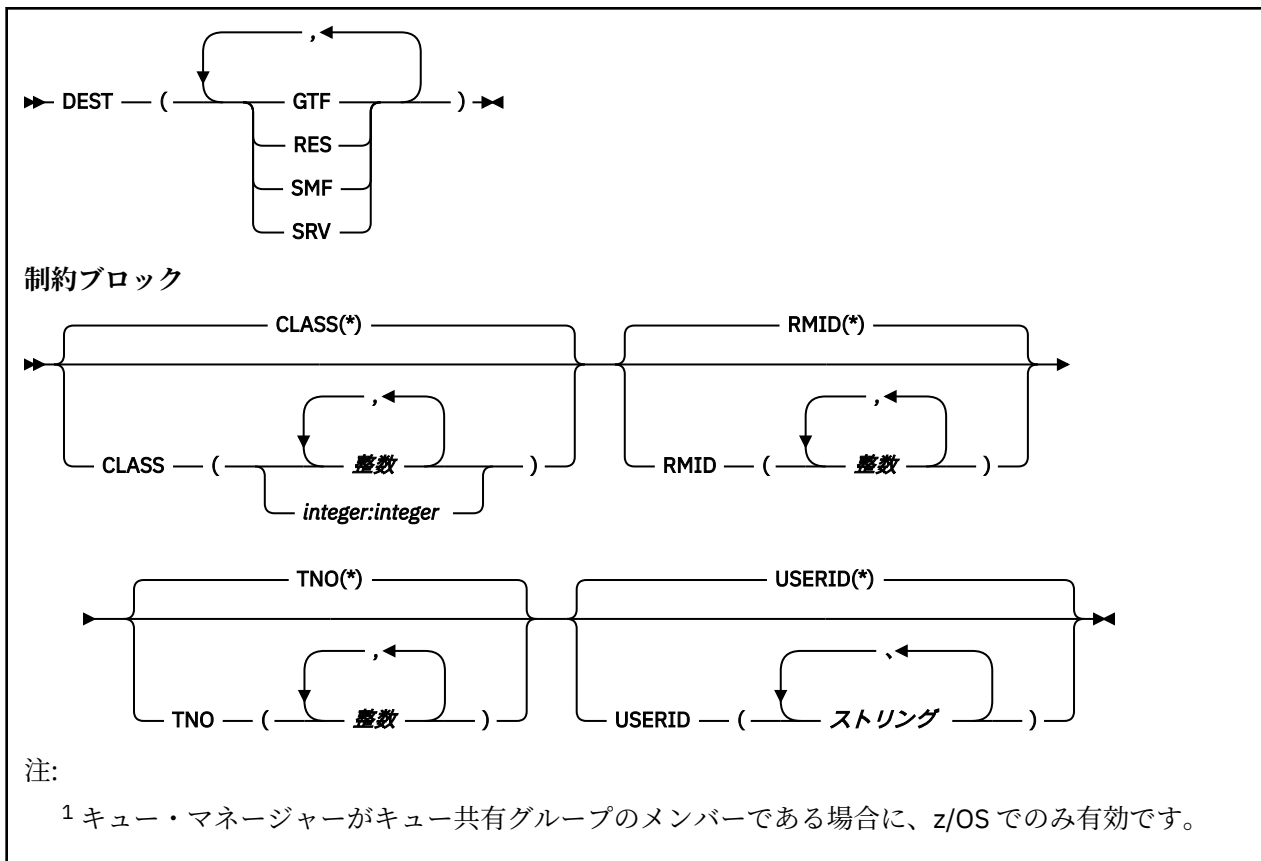 ,
DEST ( GTF )
RES
SMF
SRV
制約ブロック
CLASS(*) RMID(*)
, ,
CLASS ( 整数 ) RMID ( 整数 )
integer:integer
TNO(*) USERID(*)
, 、
TNO ( 整数 ) USERID ( ストリング )
注:
1 キュー・マネージャーがキュー共有グループのメンバーである場合に、z/OS でのみ有効です。